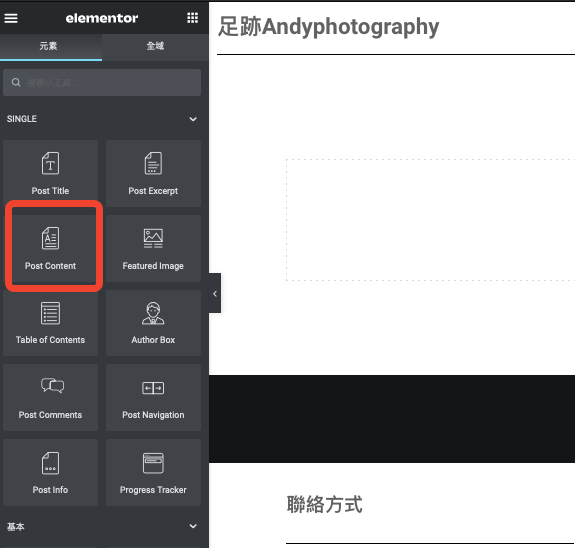 elementor
元素
全域
搜尋小工具...
SINGLE
Post Title
Post Excerpt
Post Content
Featured Image
Table of Contents
Author Box
Post Comments
Post Navigation
Post Info
Progress Tracker
基本
足跡Andyphotography
聯絡方式